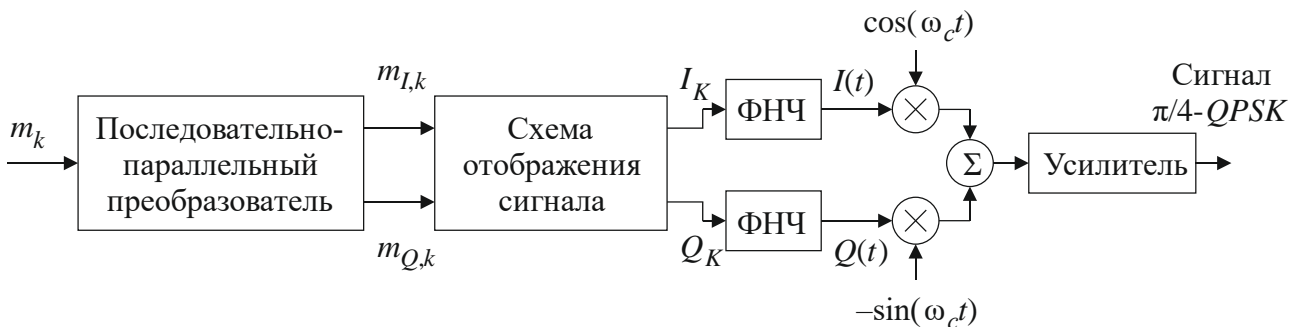 cos(ω_c t)
m_k
Последовательно-
параллельный
преобразователь
m_{I,k}
m_{Q,k}
Схема
отображения
сигнала
I_K
ФНЧ
I(t)
×
Q_K
ФНЧ
Q(t)
×
–sin(ω_c t)
Σ
Усилитель
Сигнал
π/4-QPSK